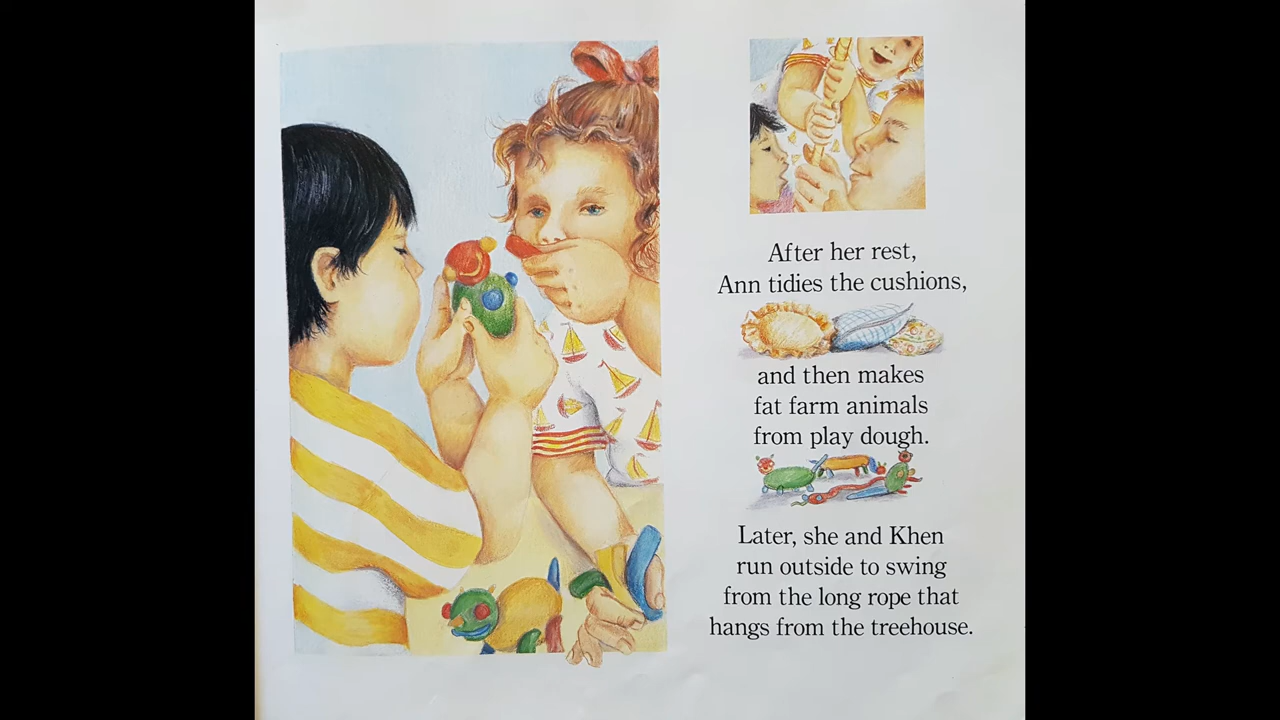 After her rest,
Ann tidies the cushions,
and then makes
fat farm animals
from play dough.
Later, she and Khen
run outside to swing
from the long rope that
hangs from the treehouse.